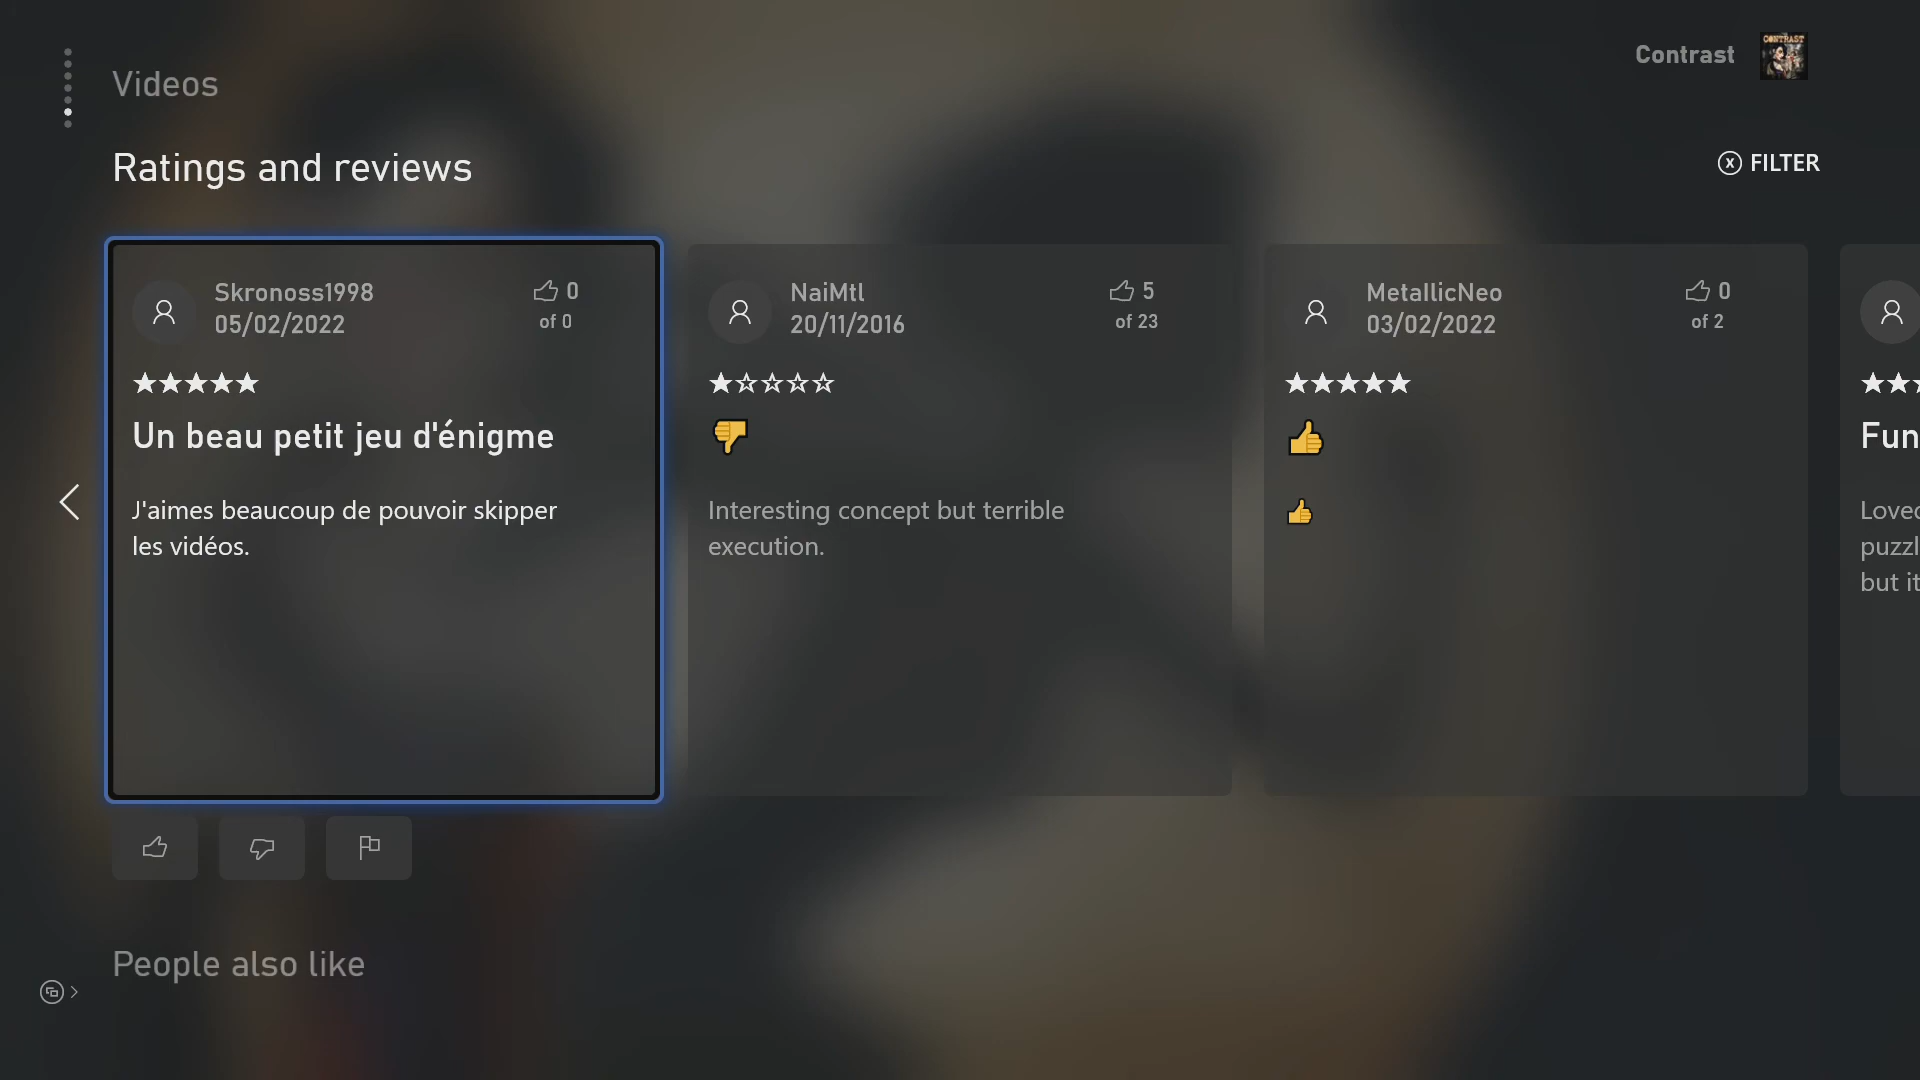 Videos
Contrast
CONTRAST
Ratings and reviews
FILTER
Skronoss1998
05/02/2022
0
of 0
Un beau petit jeu d'énigme
J'aimes beaucoup de pouvoir skipper
les vidéos.
NaiMtl
20/11/2016
5
of 23
👎
Interesting concept but terrible
execution.
MetallicNeo
03/02/2022
0
of 2
👍
👍
Fun
Loved
puzzl
but it
People also like